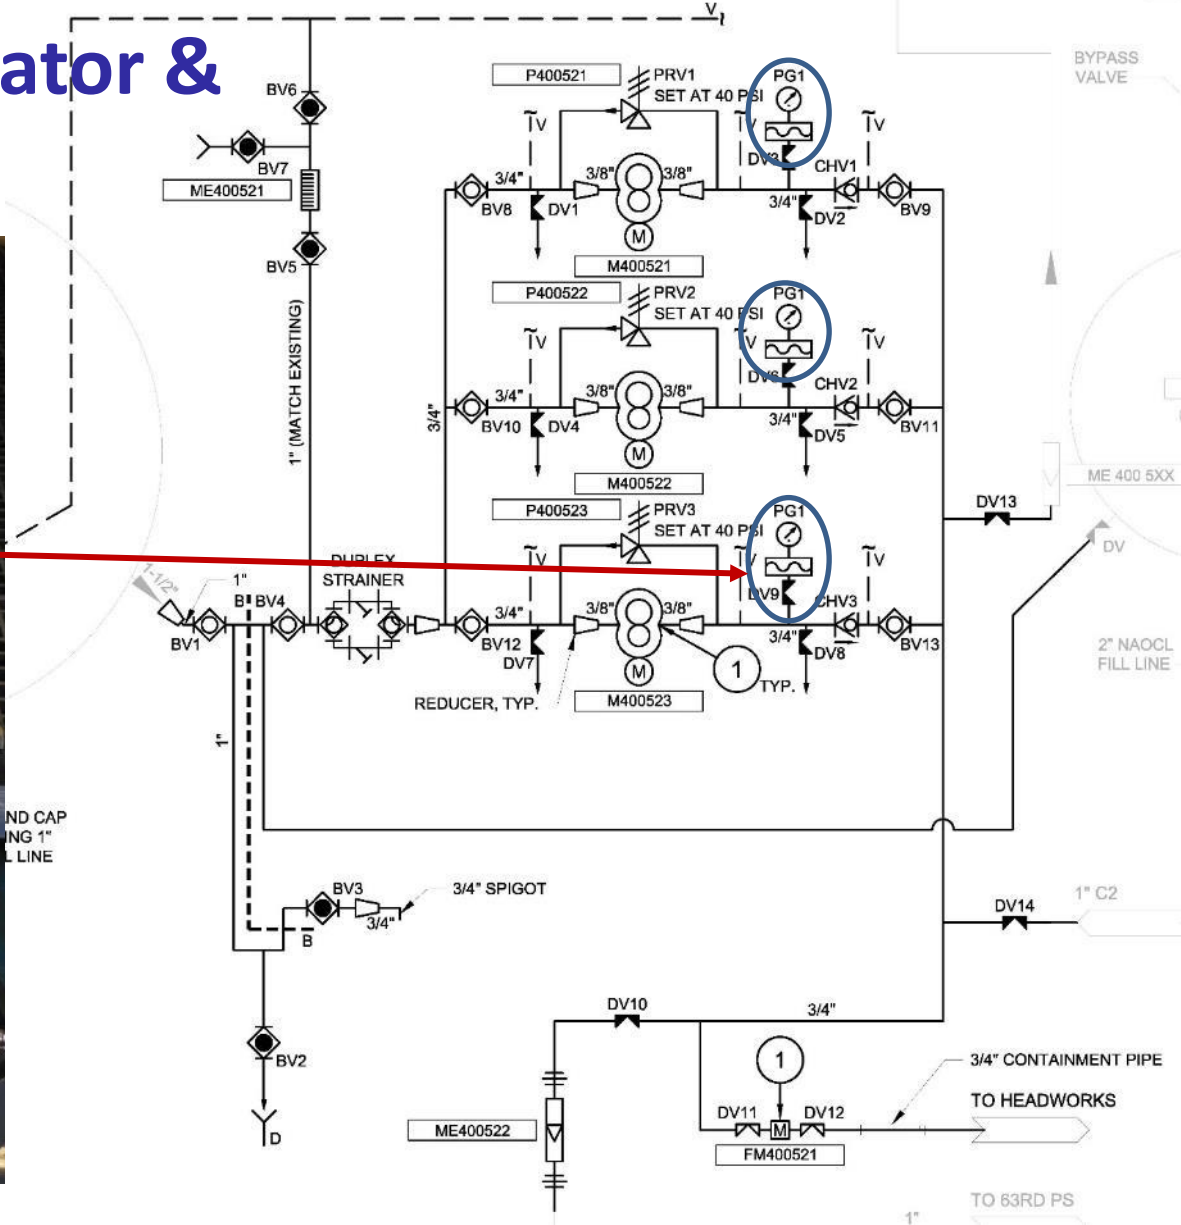 ator &
V
BYPASS
VALVE
P400521
PRV1
SET AT 40 PSI
PG1
BV6
V
V
V
BV7
ME400521
DV3
CHV1
3/4"
3/8"
3/8"
BV8
DV1
3/4"
DV2
BV9
M
M400521
BV5
P400522
PRV2
SET AT 40 PSI
PG1
V
V
V
1" (MATCH EXISTING)
3/4"
DV6
CHV2
3/4"
3/8"
3/8"
BV10
DV4
3/4"
DV5
BV11
M
M400522
ME 400 5XX
P400523
PRV3
SET AT 40 PSI
PG1
DV13
DV
V
V
V
DUPLEX
STRAINER
1-1/2"
1"
B
BV4
BV1
DV9
CHV3
3/4"
3/8"
3/8"
BV12
DV7
3/4"
DV8
BV13
M
1
TYP.
M400523
REDUCER, TYP.
2" NAOCL
FILL LINE
1"
ND CAP
ING 1"
L LINE
BV3
3/4" SPIGOT
3/4"
B
1" C2
DV14
DV10
3/4"
BV2
D
1
3/4" CONTAINMENT PIPE
TO HEADWORKS
ME400522
DV11
M
DV12
FM400521
TO 63RD PS
1"